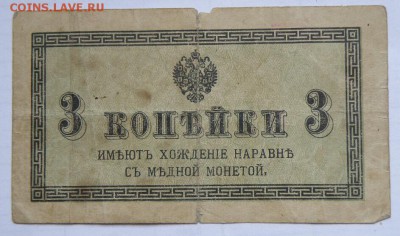 COINS.LAVE.RU
3 КОПѢЙКИ 3
ИМѢЮТЪ ХОЖДЕНІЕ НАРАВНѢ
СЪ МѢДНОЙ МОНЕТОЙ.